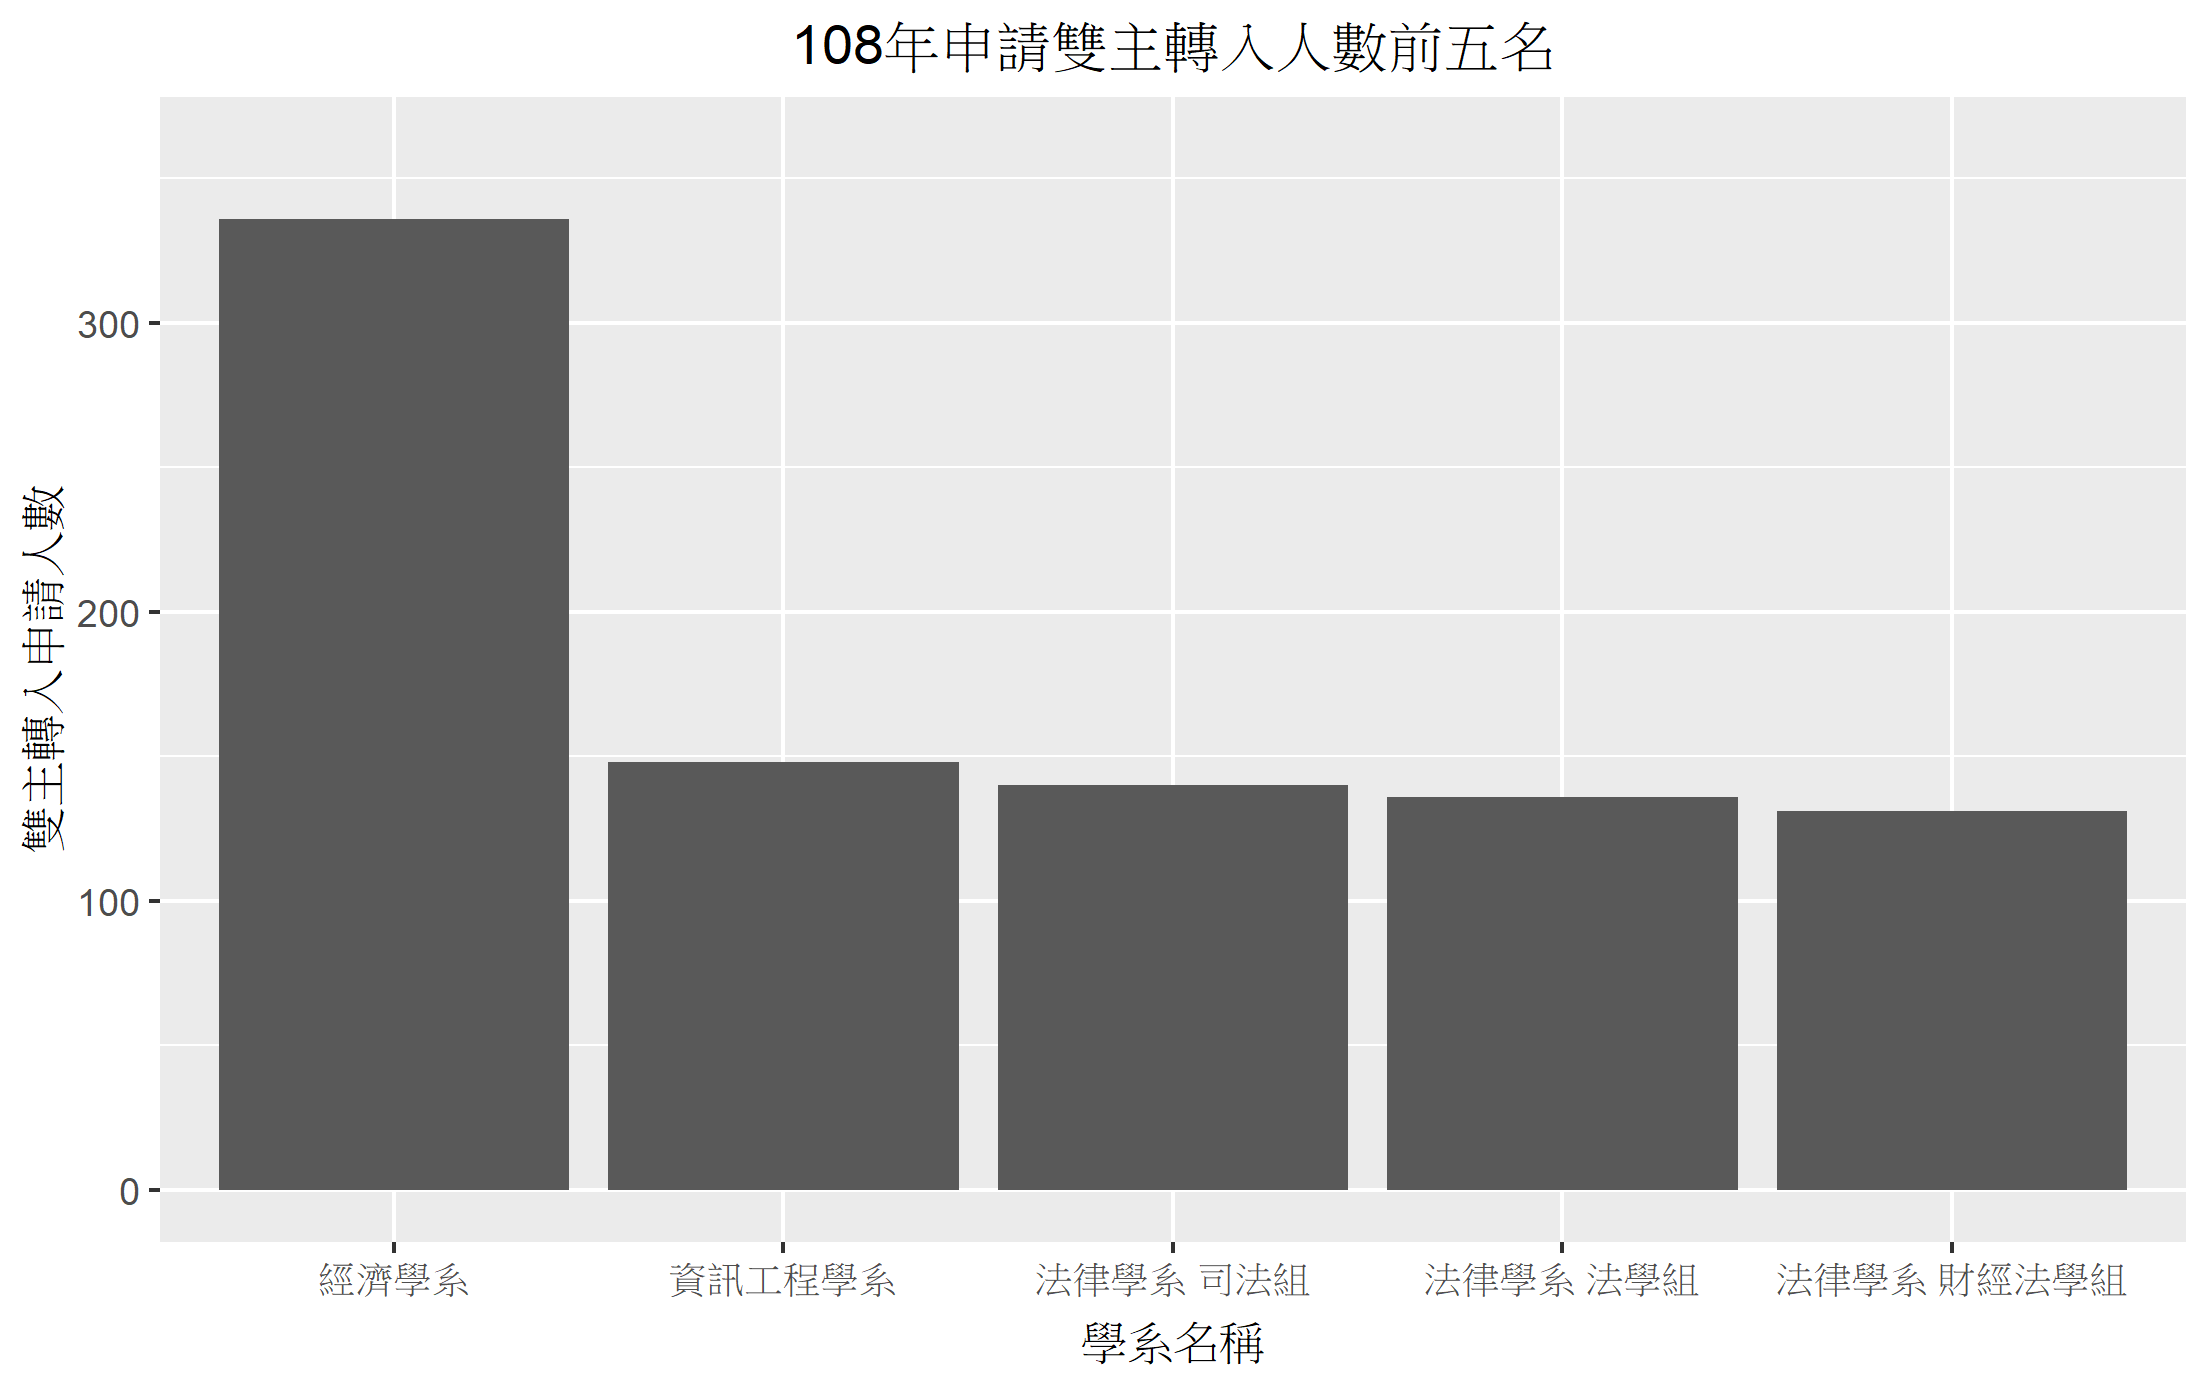 108年申請雙主轉入人數前五名
雙主轉入申請人數
300
200
100
0
經濟學系
資訊工程學系
法律學系 司法組
法律學系 法學組
法律學系 財經法學組
學系名稱